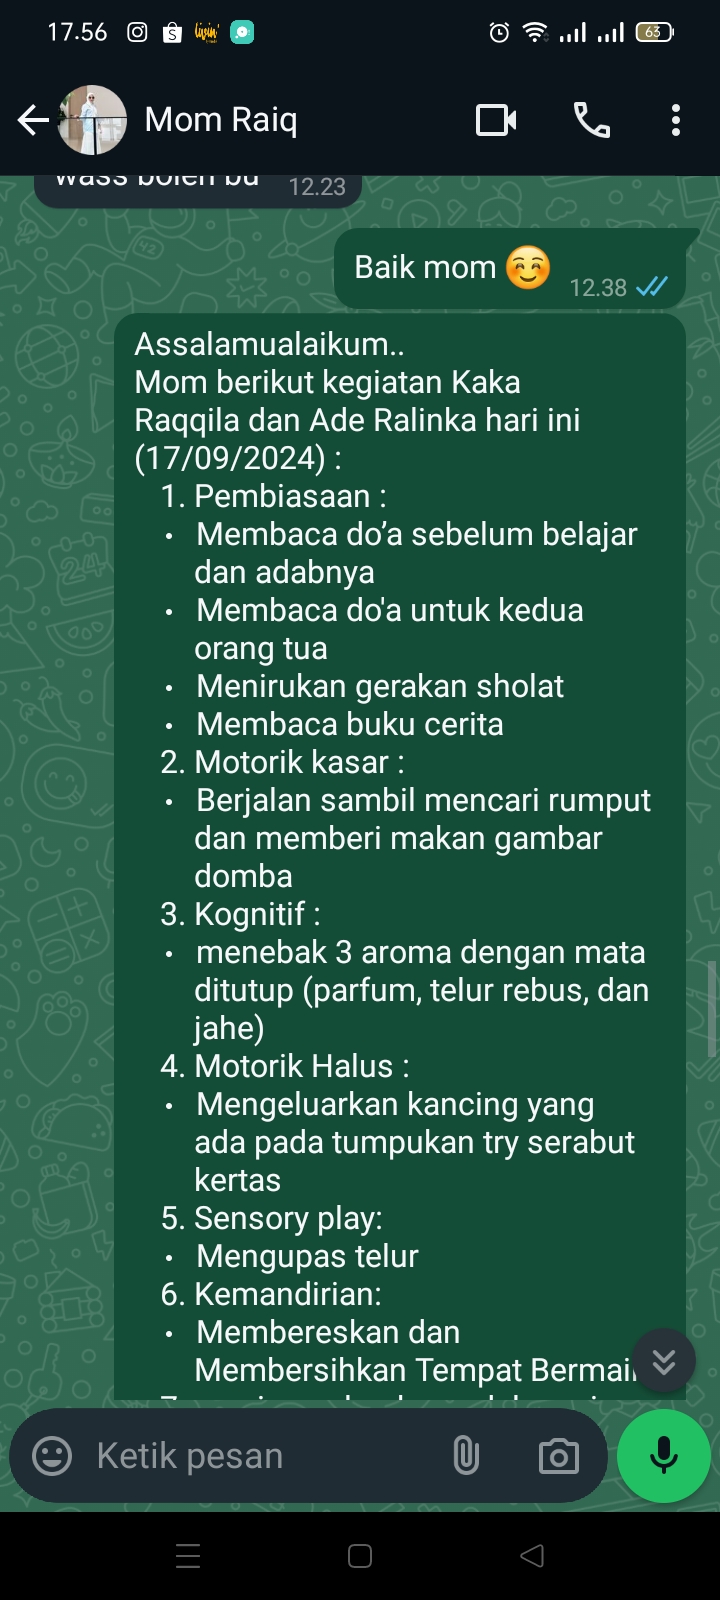 17.56
63
Mom Raiq
wass boleh bu 12.23
Baik mom 😊 12.38
Assalamualaikum..
Mom berikut kegiatan Kaka
Raqqila dan Ade Ralinka hari ini
(17/09/2024) :
1. Pembiasaan :
• Membaca do’a sebelum belajar
dan adabnya
• Membaca do'a untuk kedua
orang tua
• Menirukan gerakan sholat
• Membaca buku cerita
2. Motorik kasar :
• Berjalan sambil mencari rumput
dan memberi makan gambar
domba
3. Kognitif :
• menebak 3 aroma dengan mata
ditutup (parfum, telur rebus, dan
jahe)
4. Motorik Halus :
• Mengeluarkan kancing yang
ada pada tumpukan try serabut
kertas
5. Sensory play:
• Mengupas telur
6. Kemandirian:
• Membereskan dan
Membersihkan Tempat Bermai
Ketik pesan